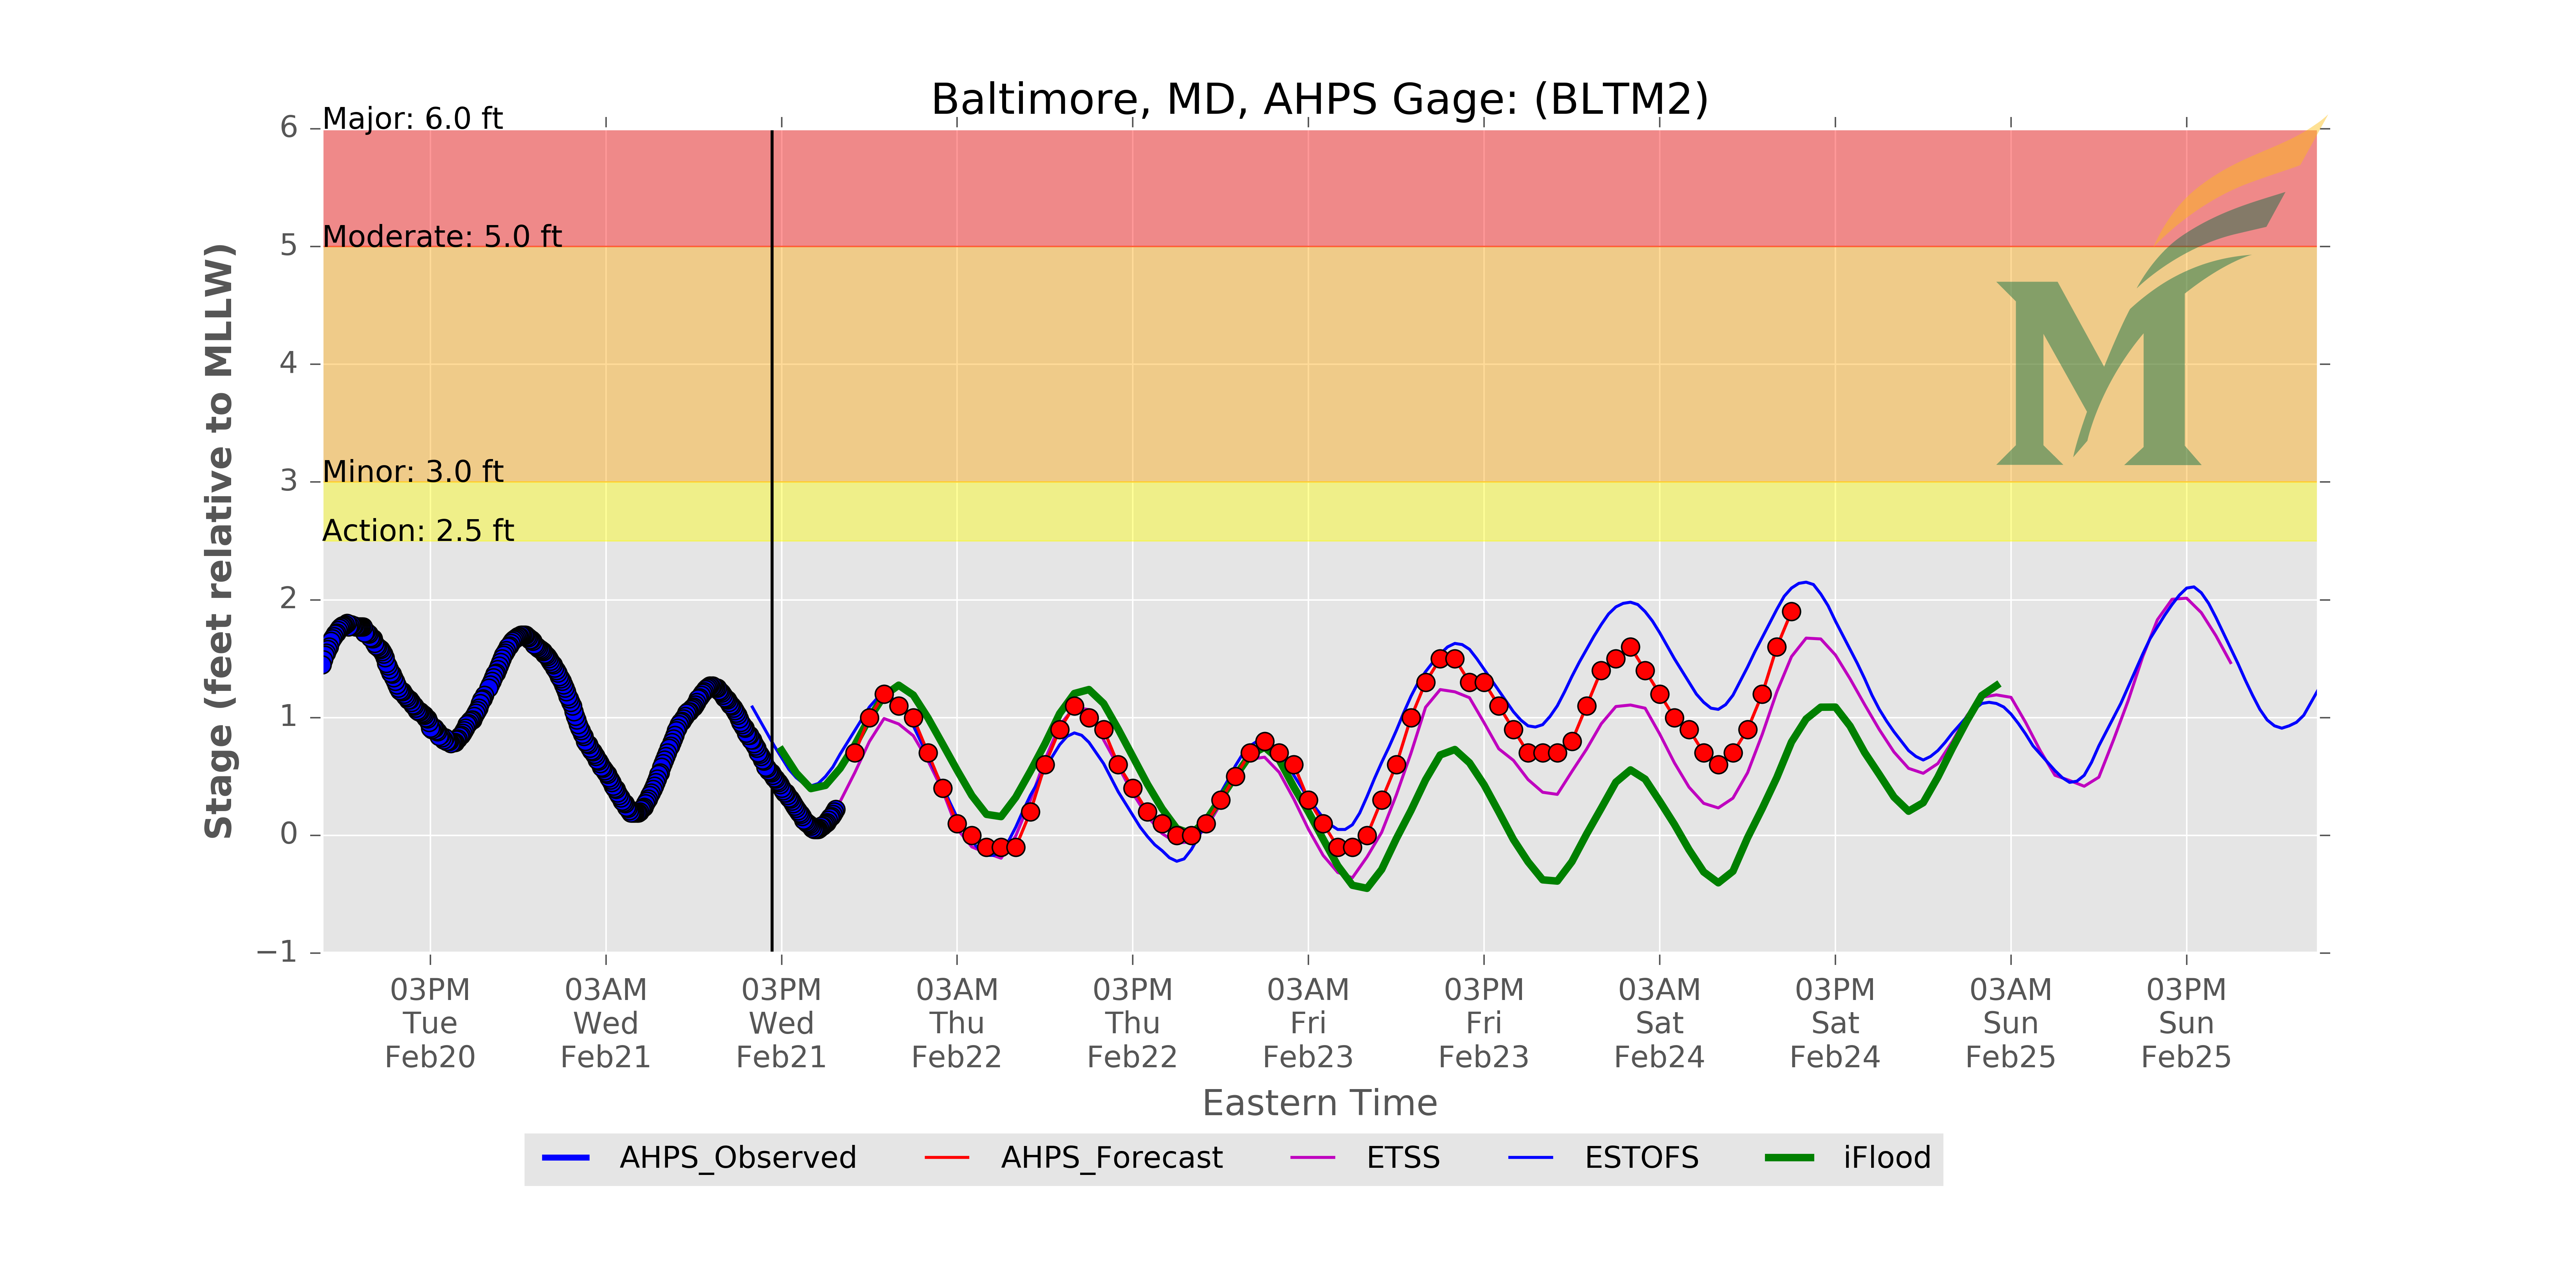 Baltimore, MD, AHPS Gage: (BLTM2)
Major: 6.0 ft
Moderate: 5.0 ft
Minor: 3.0 ft
Action: 2.5 ft
6
5
4
3
2
1
0
−1
Stage (feet relative to MLLW)
03PM
Tue
Feb20
03AM
Wed
Feb21
03PM
Wed
Feb21
03AM
Thu
Feb22
03PM
Thu
Feb22
03AM
Fri
Feb23
03PM
Fri
Feb23
03AM
Sat
Feb24
03PM
Sat
Feb24
03AM
Sun
Feb25
03PM
Sun
Feb25
Eastern Time
AHPS_Observed
AHPS_Forecast
ETSS
ESTOFS
iFlood
M